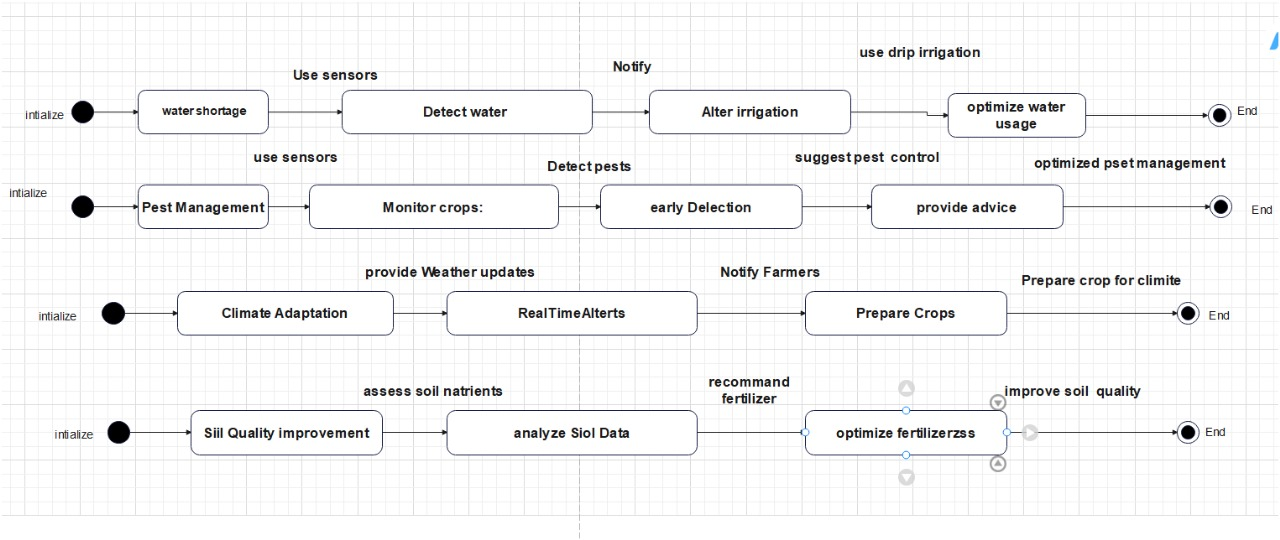 use drip irrigation
Use sensors
Notify
intialize
water shortage
Detect water
Alter irrigation
optimize water
usage
End
use sensors
Detect pests
suggest pest control
optimized pset management
intialize
Pest Management
Monitor crops:
early Delection
provide advice
End
provide Weather updates
Notify Farmers
Prepare crop for climite
intialize
Climate Adaptation
RealTimeAlterts
Prepare Crops
End
assess soil natrients
recommand
fertilizer
improve soil quality
intialize
Siil Quality improvement
analyze Siol Data
optimize fertilizerzss
End